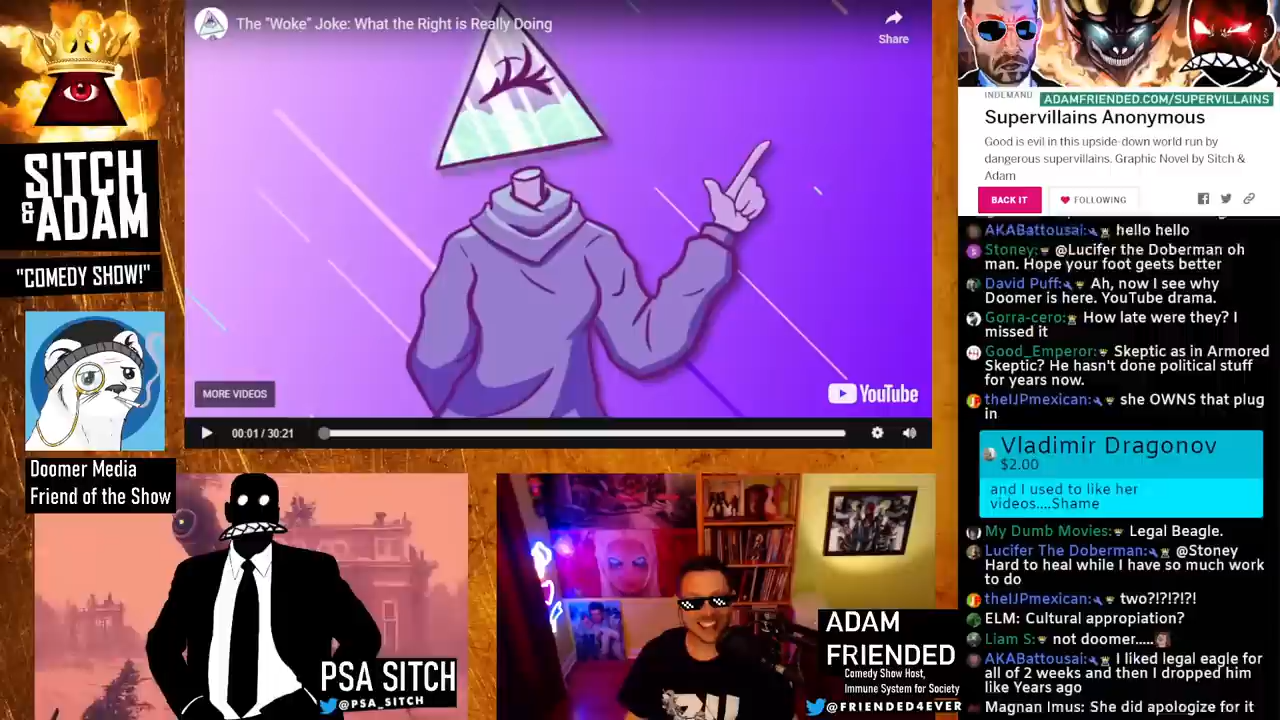 The "Woke" Joke: What the Right is Really Doing
Share
MORE VIDEOS
YouTube
00:01 / 30:21
SITCH
& ADAM
"COMEDY SHOW!"
Doomer Media
Friend of the Show
PSA SITCH
@PSA_SITCH
ADAM
FRIENDED
Comedy Show Host,
Immune System for Society
@FRIENDED4EVER
INDEMAND
ADAMFRIENDED.COM/SUPERVILLAINS
Supervillains Anonymous
Good is evil in this upside-down world run by
dangerous supervillains. Graphic Novel by Sitch &
Adam
BACK IT
FOLLOWING
AKABattousai: hello hello
Stoney: @Lucifer the Doberman oh
man. Hope your foot geets better
David Puff: Ah, now I see why
Doomer is here. YouTube drama.
Gorra-cero: How late were they? I
missed it
Good_Emperor: Skeptic as in Armored
Skeptic? He hasn't done political stuff
for years now.
theIJPmexican: she OWNS that plug
in
Vladimir Dragonov
$2.00
and I used to like her
videos....Shame
My Dumb Movies: Legal Beagle.
Lucifer The Doberman: @Stoney
Hard to heal while I have so much work
to do
theIJPmexican: two?!?!?!?!
ELM: Cultural appropiation?
Liam S: not doomer.....
AKABattousai: I liked legal eagle for
all of 2 weeks and then I dropped him
like Years ago
Magnan Imus: She did apologize for it